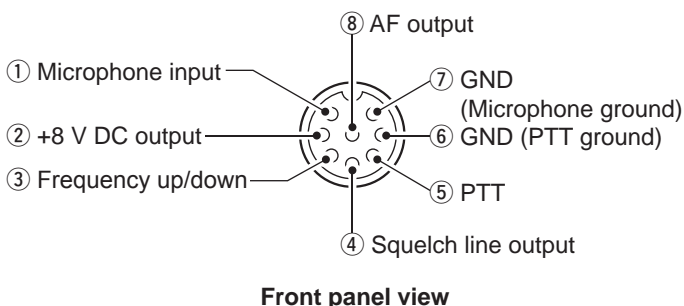 ⑧ AF output
① Microphone input
⑦ GND
(Microphone ground)
② +8 V DC output
⑥ GND (PTT ground)
③ Frequency up/down
⑤ PTT
④ Squelch line output
Front panel view